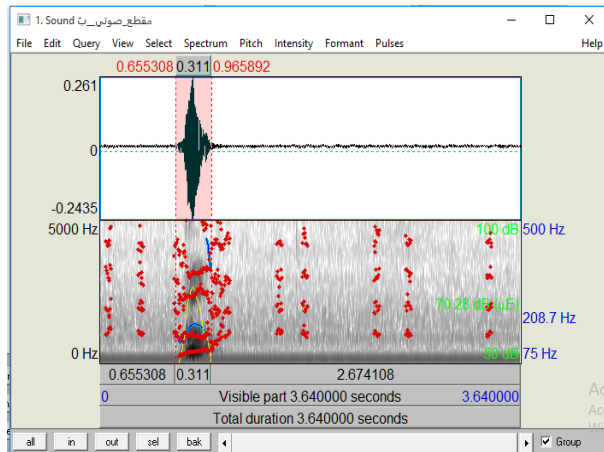 1. Sound مقطع_صوتي_بٌ
File Edit Query View Select Spectrum Pitch Intensity Formant Pulses Help
0.655308 0.311 0.965892
0.261
0
-0.2435
5000 Hz 100 dB 500 Hz
70.28 dB (µE)
208.7 Hz
0 Hz 50 dB 75 Hz
0.655308 0.311 2.674108
0 Visible part 3.640000 seconds 3.640000
Total duration 3.640000 seconds
all in out sel bak Group